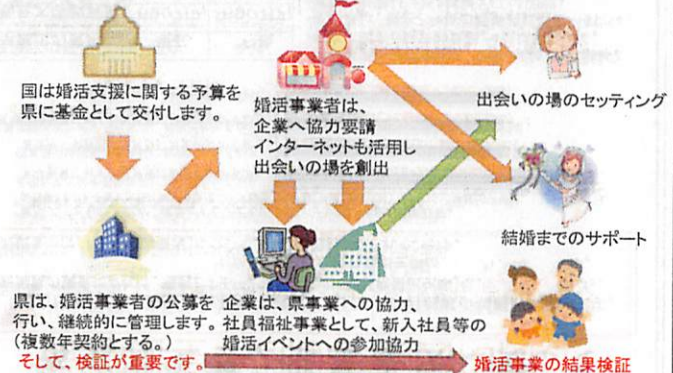 国は婚活支援に関する予算を
県に基金として交付します。
婚活事業者は、
企業へ協力要請
インターネットも活用し
出会いの場を創出
出会いの場のセッティング
結婚までのサポート
県は、婚活事業者の公募を
行い、継続的に管理します。
(複数年契約とする。)
そして、検証が重要です。
企業は、県事業への協力、
社員福祉事業として、新入社員等の
婚活イベントへの参加協力
婚活事業の結果検証